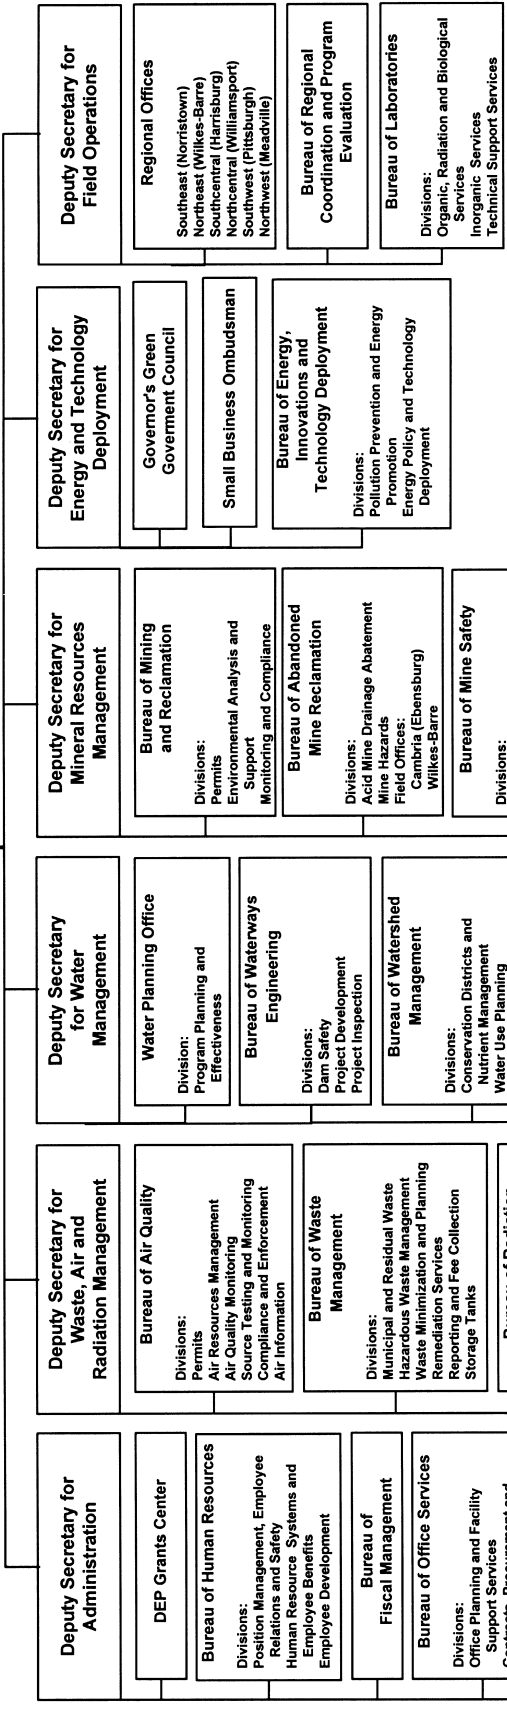 Deputy Secretary for
Administration
DEP Grants Center
Bureau of Human Resources
Divisions:
Position Management, Employee
Relations and Safety
Human Resource Systems and
Employee Benefits
Employee Development
Bureau of
Fiscal Management
Bureau of Office Services
Divisions:
Office Planning and Facility
Support Services
Deputy Secretary for
Waste, Air and
Radiation Management
Bureau of Air Quality
Divisions:
Permits
Air Resources Management
Air Quality Monitoring
Source Testing and Monitoring
Compliance and Enforcement
Air Information
Bureau of Waste
Management
Divisions:
Municipal and Residual Waste
Hazardous Waste Management
Waste Minimization and Planning
Remediation Services
Reporting and Fee Collection
Storage Tanks
Deputy Secretary
for Water
Management
Water Planning Office
Division:
Program Planning and
Effectiveness
Bureau of Waterways
Engineering
Divisions:
Dam Safety
Project Development
Project Inspection
Bureau of Watershed
Management
Divisions:
Conservation Districts and
Nutrient Management
Water Use Planning
Deputy Secretary for
Mineral Resources
Management
Bureau of Mining
and Reclamation
Divisions:
Permits
Environmental Analysis and
Support
Monitoring and Compliance
Bureau of Abandoned
Mine Reclamation
Divisions:
Acid Mine Drainage Abatement
Mine Hazards
Field Offices:
Cambria (Ebensburg)
Wilkes-Barre
Bureau of Mine Safety
Divisions:
Deputy Secretary for
Energy and Technology
Deployment
Governor's Green
Goverment Council
Small Business Ombudsman
Bureau of Energy,
Innovations and
Technology Deployment
Divisions:
Pollution Prevention and Energy
Promotion
Energy Policy and Technology
Deployment
Deputy Secretary for
Field Operations
Regional Offices
Southeast (Norristown)
Northeast (Wilkes-Barre)
Southcentral (Harrisburg)
Northcentral (Williamsport)
Southwest (Pittsburgh)
Northwest (Meadville)
Bureau of Regional
Coordination and Program
Evaluation
Bureau of Laboratories
Divisions:
Organic, Radiation and Biological
Services
Inorganic Services
Technical Support Services